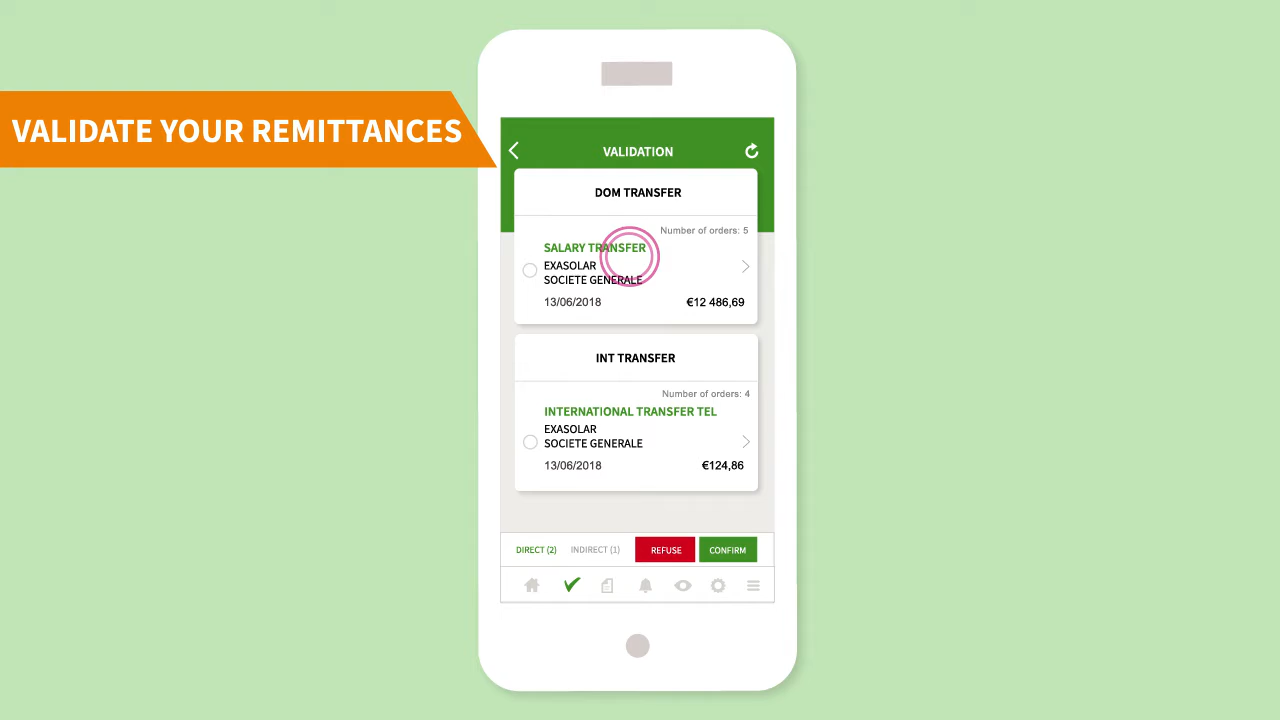 VALIDATE YOUR REMITTANCES
VALIDATION
DOM TRANSFER
Number of orders: 5
SALARY TRANSFER
EXASOLAR
SOCIETE GENERALE
13/06/2018 €12 486,69
INT TRANSFER
Number of orders: 4
INTERNATIONAL TRANSFER TEL
EXASOLAR
SOCIETE GENERALE
13/06/2018 €124,86
DIRECT (2) INDIRECT (1) REFUSE CONFIRM